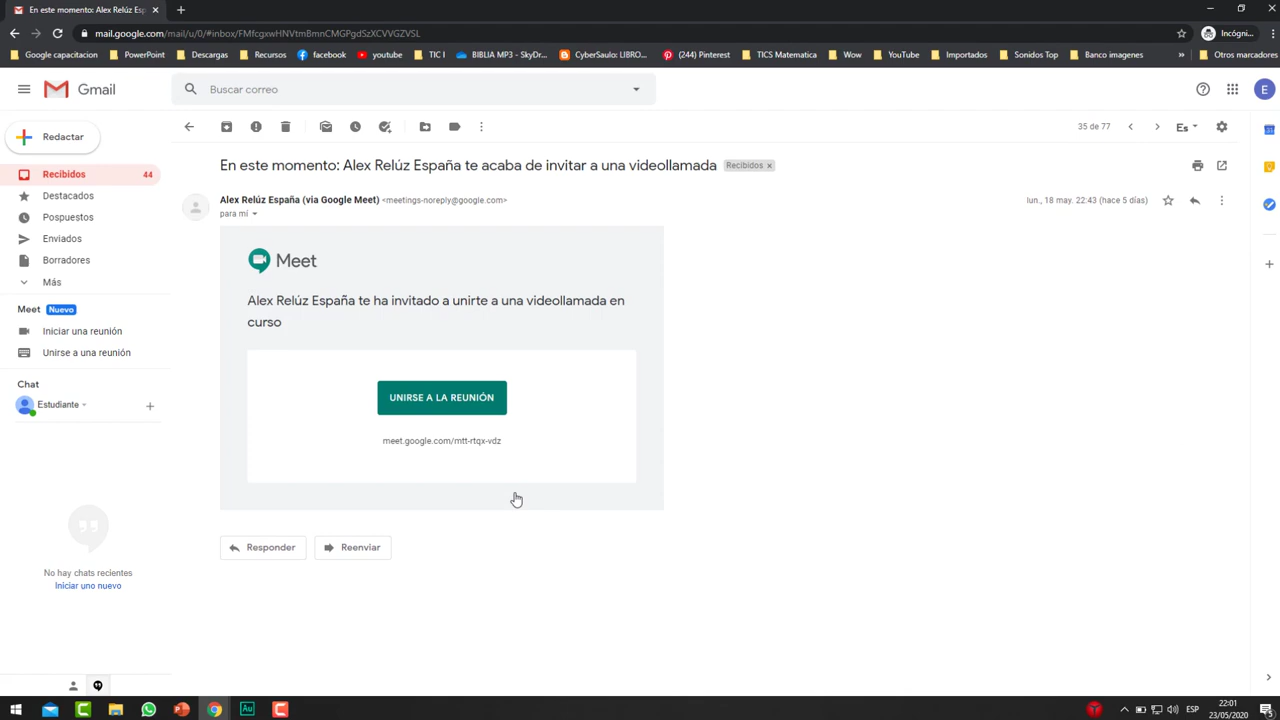 En este momento: Alex Relúz Esp
mail.google.com/mail/u/0/#inbox/FMfcgxwHNVtmBmnCMGPgdSzXCVVGZVSL
Incógni...
Google capacitacion PowerPoint Descargas Recursos facebook youtube TIC I BIBLIA MP3 – SkyDr... CyberSaulo: LIBRO... (244) Pinterest TICS Matematica Wow YouTube Importados Sonidos Top Banco imagenes » Otros marcadores
Gmail
Buscar correo
E
Redactar
35 de 77
Es
Recibidos 44
Destacados
Pospuestos
Enviados
Borradores
Más
Meet Nuevo
Iniciar una reunión
Unirse a una reunión
Chat
Estudiante
No hay chats recientes
Iniciar uno nuevo
En este momento: Alex Relúz España te acaba de invitar a una videollamada Recibidos x
Alex Relúz España (via Google Meet) <meetings-noreply@google.com>
lun., 18 may. 22:43 (hace 5 días)
para mí
Meet
Alex Relúz España te ha invitado a unirte a una videollamada en
curso
UNIRSE A LA REUNIÓN
meet.google.com/mtt-rtqx-vdz
Responder
Reenviar
ESP
22:01
23/05/2020